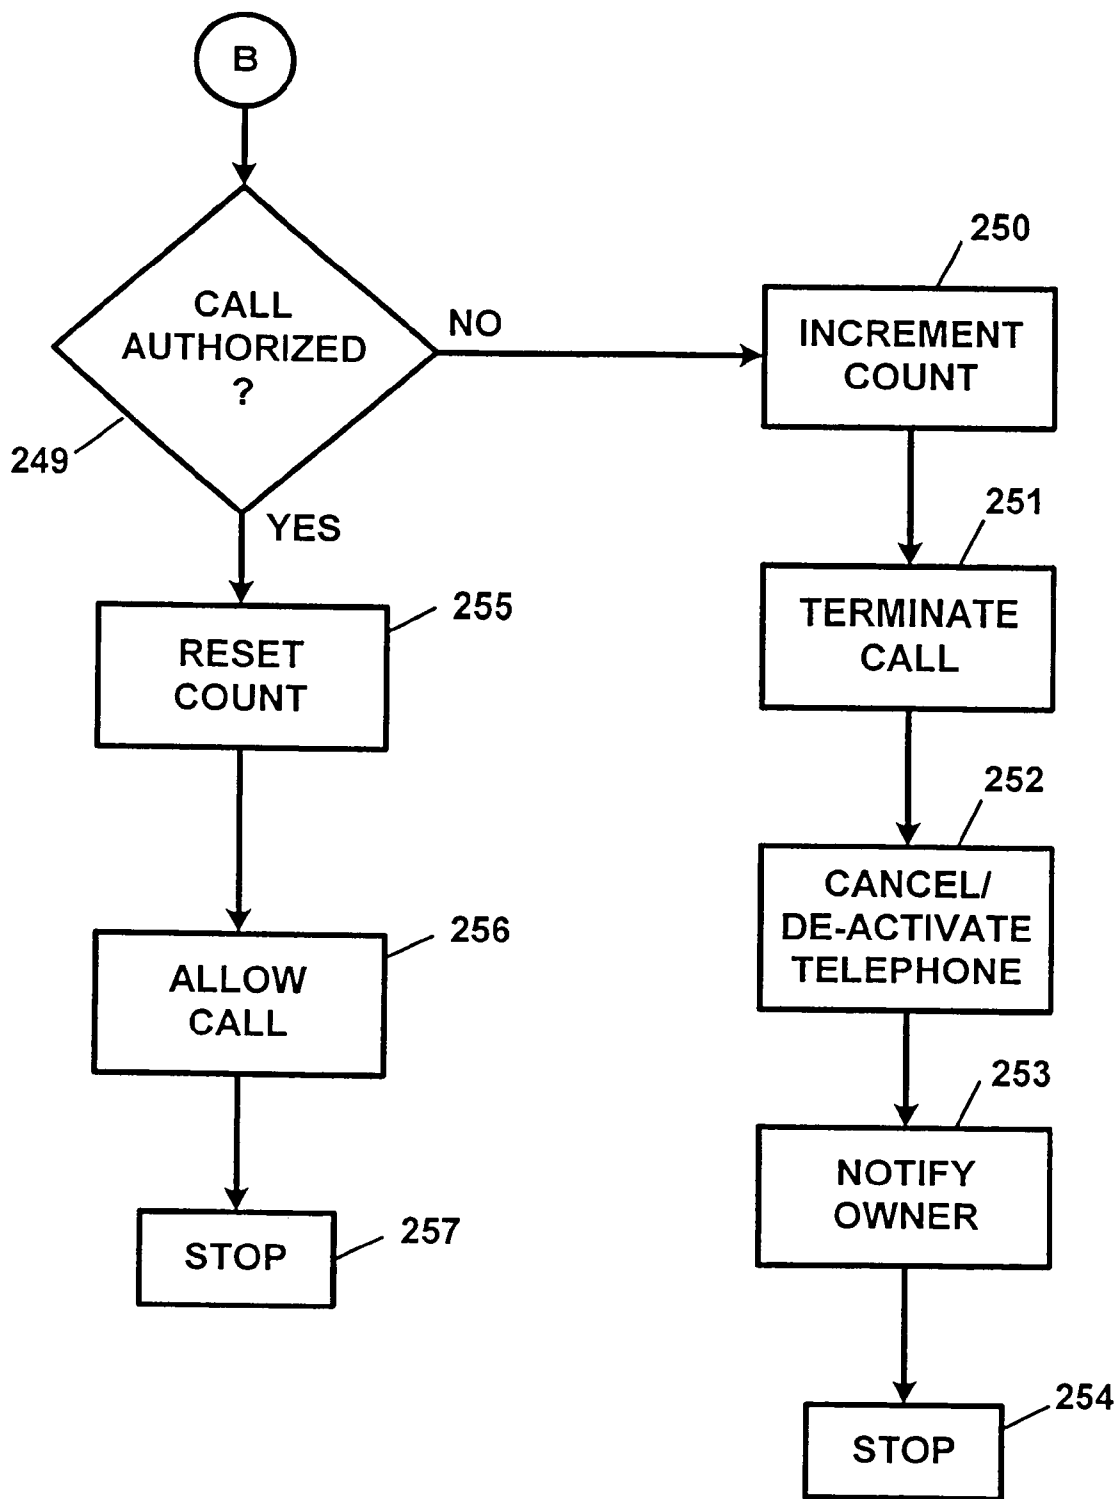 B
CALL
AUTHORIZED
?
249
NO
YES
250
INCREMENT
COUNT
251
TERMINATE
CALL
252
CANCEL/
DE-ACTIVATE
TELEPHONE
253
NOTIFY
OWNER
254
STOP
255
RESET
COUNT
256
ALLOW
CALL
257
STOP